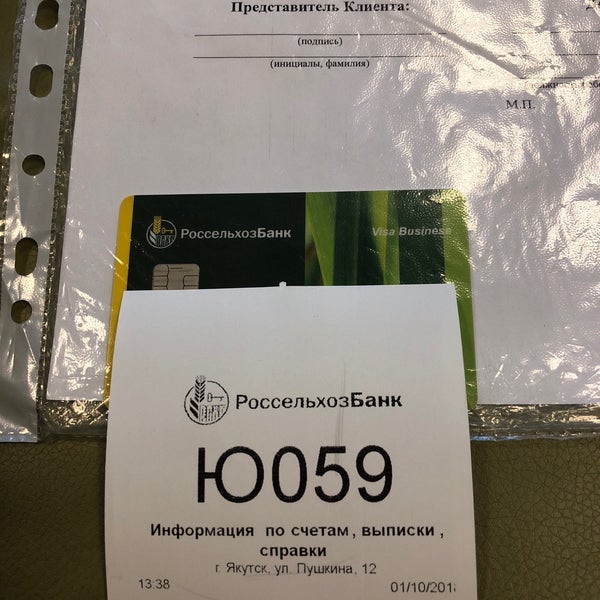 Представитель Клиента:
(подпись)
(инициалы, фамилия)
М.П.
РоссельхозБанк
Visa Business
РоссельхозБанк
Ю059
Информация по счетам, выписки,
справки
г. Якутск, ул. Пушкина, 12
13:38 01/10/2018